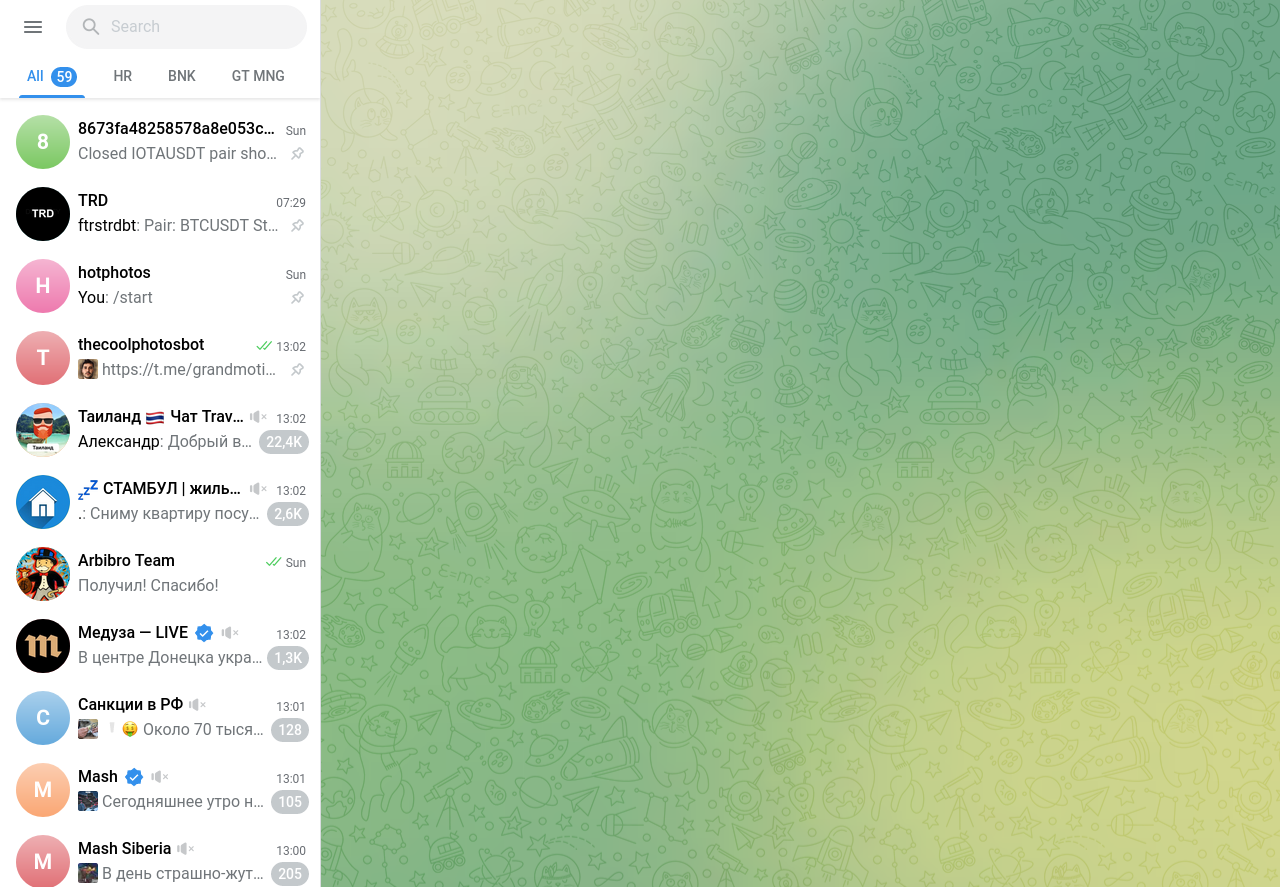 Search
All 59 HR BNK GT MNG
8 8673fa48258578a8e053c... Sun
Closed IOTAUSDT pair sho...
TRD TRD 07:29
ftrstrdbt: Pair: BTCUSDT St...
H hotphotos Sun
You: /start
T thecoolphotosbot 13:02
https://t.me/grandmoti...
Таиланд 🇹🇭 Чат Trav... 13:02
Таиланд Александр: Добрый в... 22,4K
💤 СТАМБУЛ | жиль... 13:02
.: Сниму квартиру посу... 2,6K
Arbibro Team Sun
Получил! Спасибо!
m Медуза — LIVE 13:02
В центре Донецка укра... 1,3K
С Санкции в РФ 13:01
🤑 Около 70 тыся... 128
M Mash 13:01
Сегодняшнее утро н... 105
M Mash Siberia 13:00
В день страшно-жут... 205
E=mc²